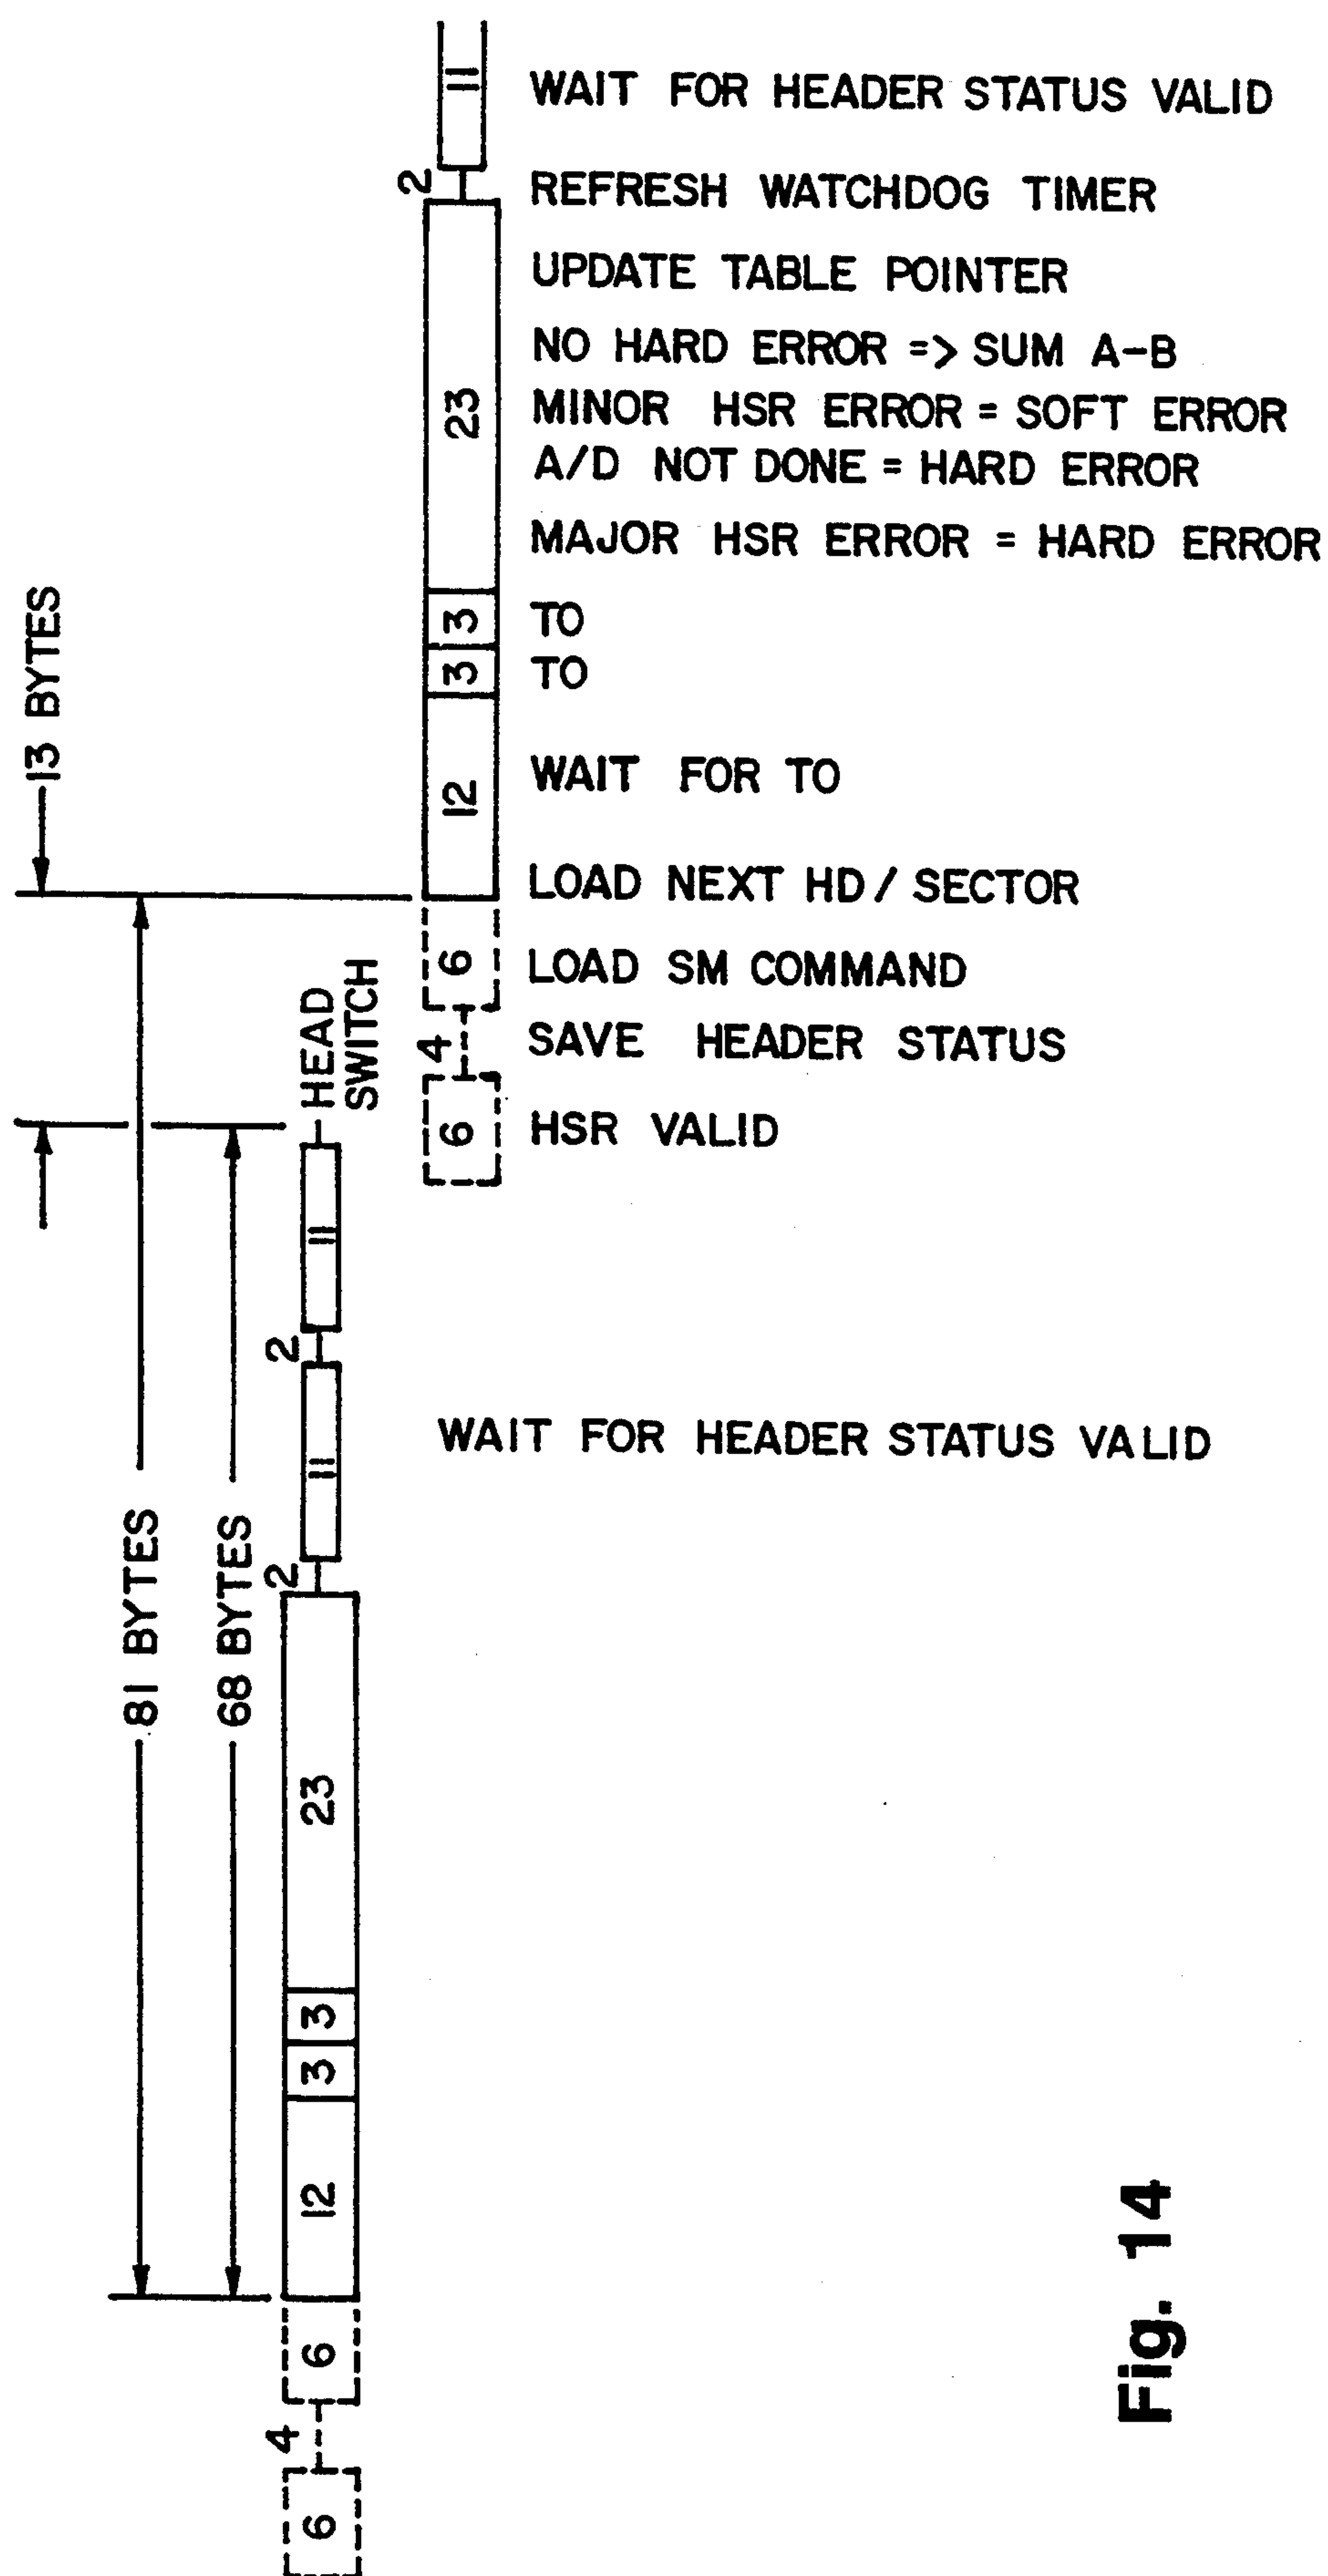 11
WAIT FOR HEADER STATUS VALID
2
REFRESH WATCHDOG TIMER
UPDATE TABLE POINTER
NO HARD ERROR => SUM A-B
23
MINOR HSR ERROR = SOFT ERROR
A/D NOT DONE = HARD ERROR
MAJOR HSR ERROR = HARD ERROR
13 BYTES
3
TO
3
TO
12
WAIT FOR TO
LOAD NEXT HD / SECTOR
6
LOAD SM COMMAND
HEAD
SWITCH
4
SAVE HEADER STATUS
6
HSR VALID
11
2
11
WAIT FOR HEADER STATUS VALID
81 BYTES
68 BYTES
2
23
3
3
12
6
4
6
Fig. 14